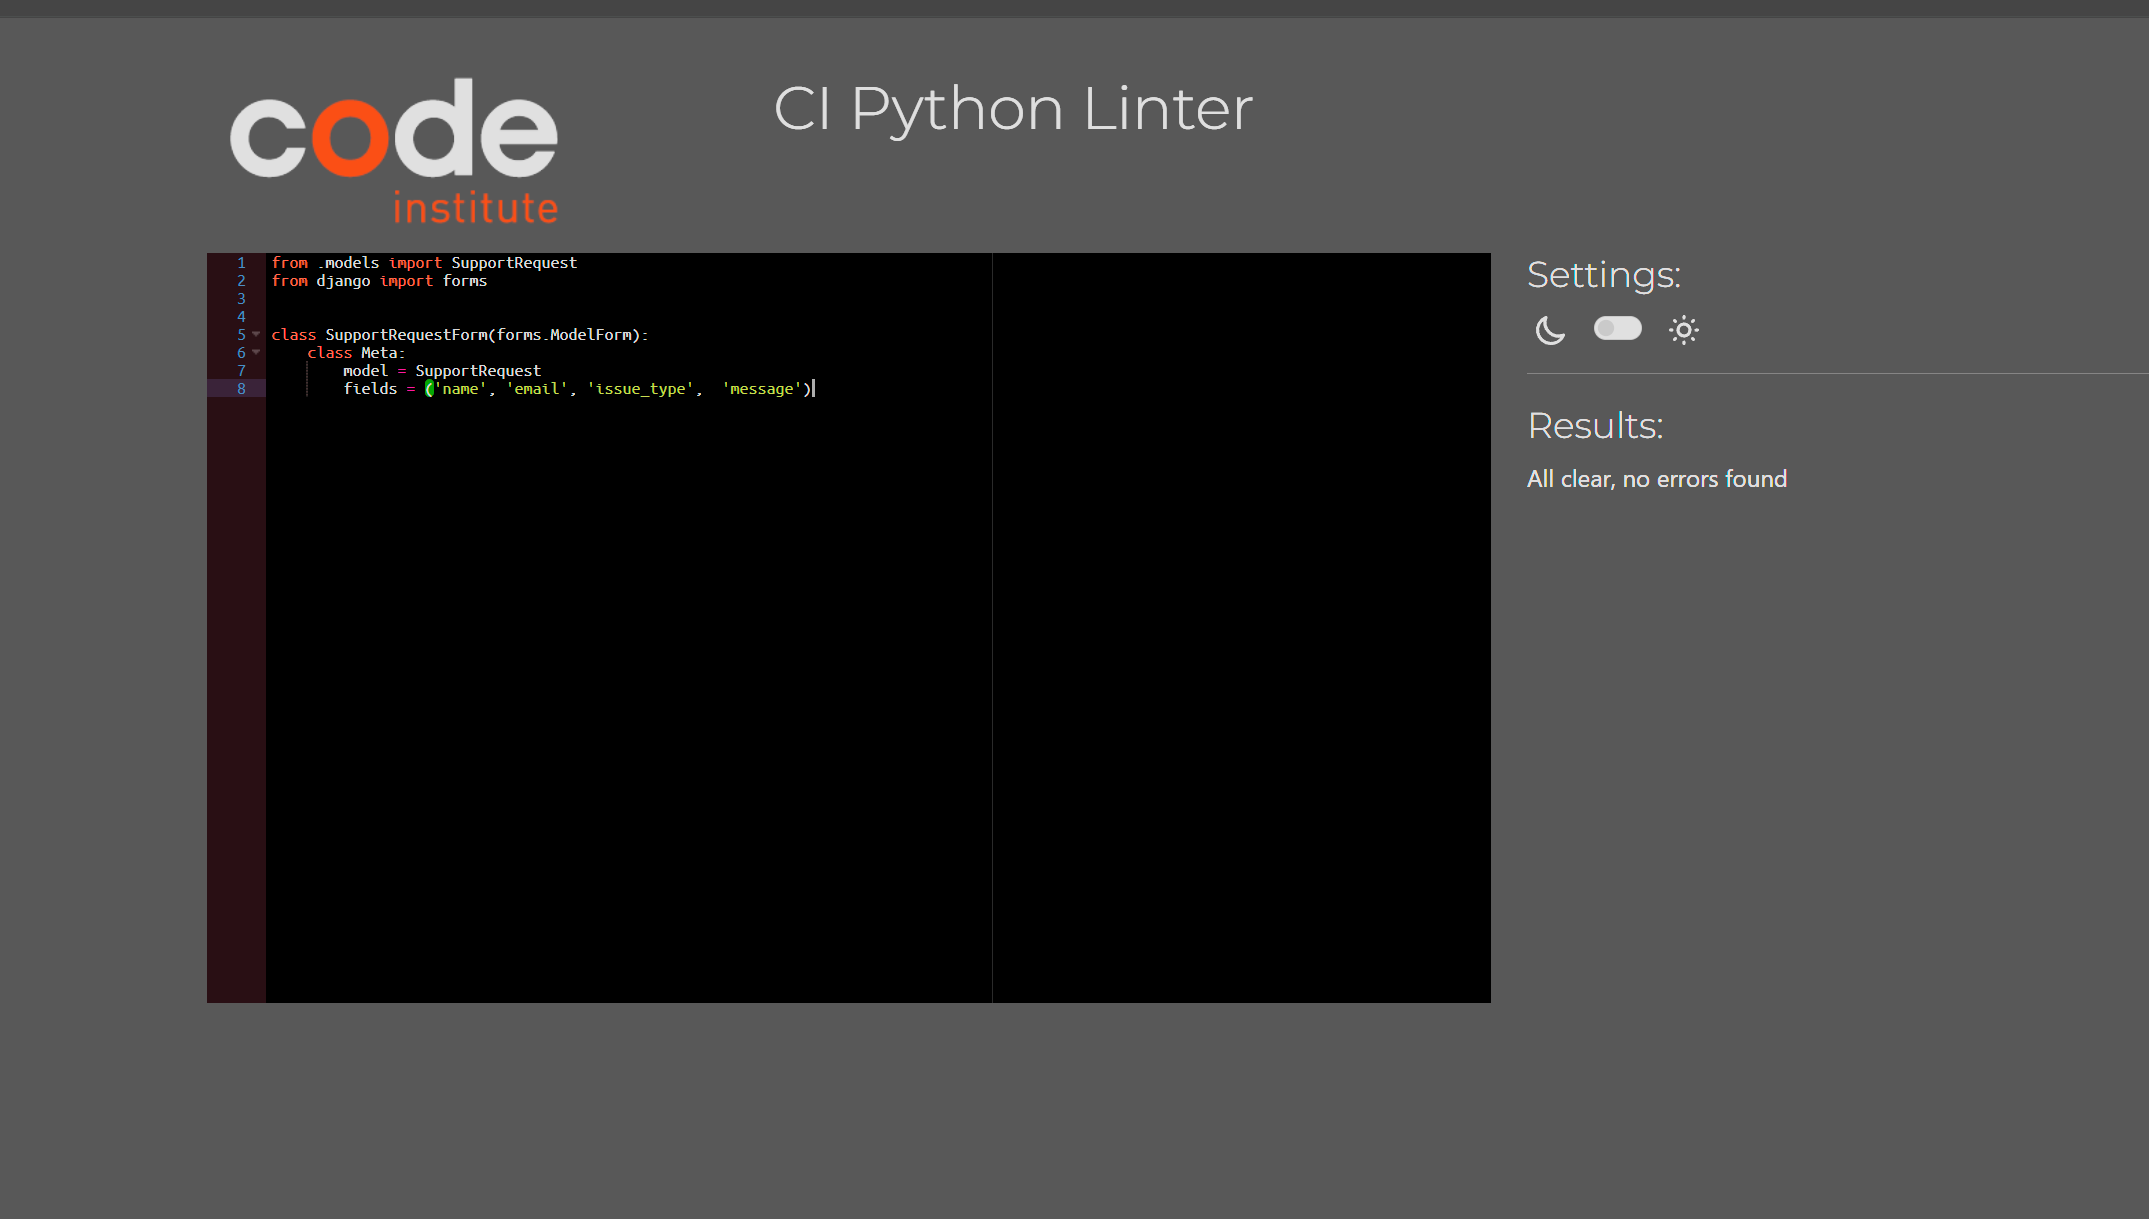 code
institute
CI Python Linter
1 from .models import SupportRequest
2 from django import forms
3
4
5 class SupportRequestForm(forms.ModelForm):
6     class Meta:
7         model = SupportRequest
8         fields = ('name', 'email', 'issue_type',  'message')
Settings:
Results:
All clear, no errors found